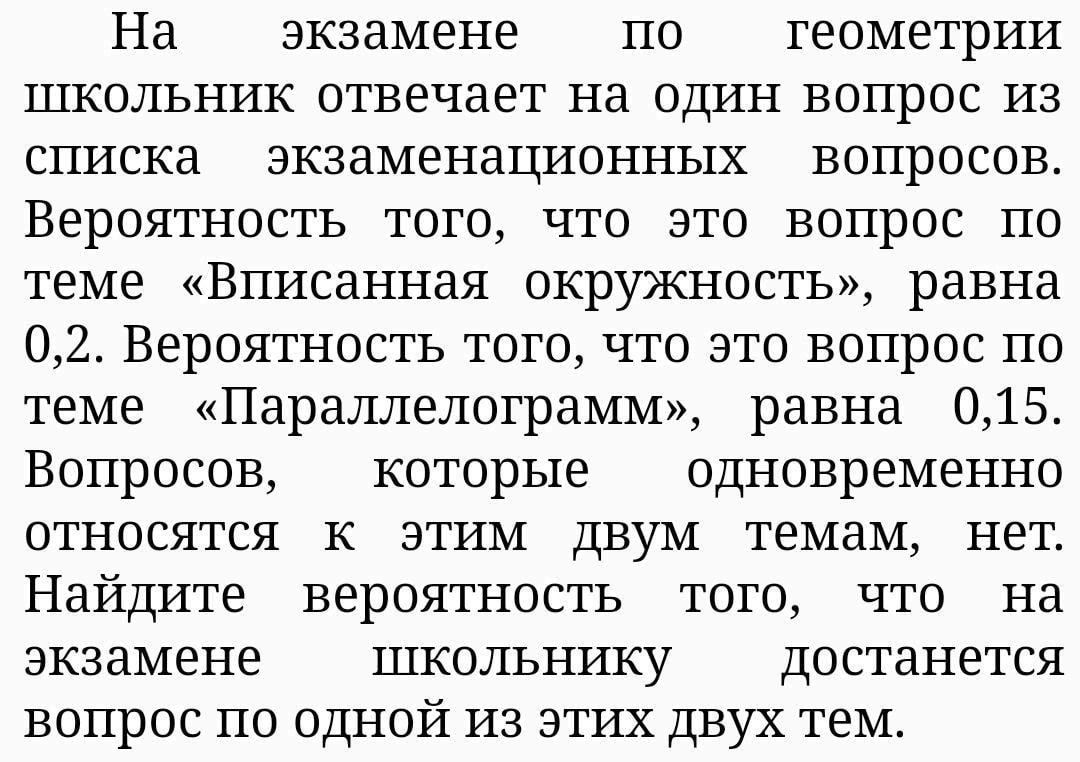 На экзамене по геометрии
школьник отвечает на один вопрос из
списка экзаменационных вопросов.
Вероятность того, что это вопрос по
теме «Вписанная окружность», равна
0,2. Вероятность того, что это вопрос по
теме «Параллелограмм», равна 0,15.
Вопросов, которые одновременно
относятся к этим двум темам, нет.
Найдите вероятность того, что на
экзамене школьнику достанется
вопрос по одной из этих двух тем.